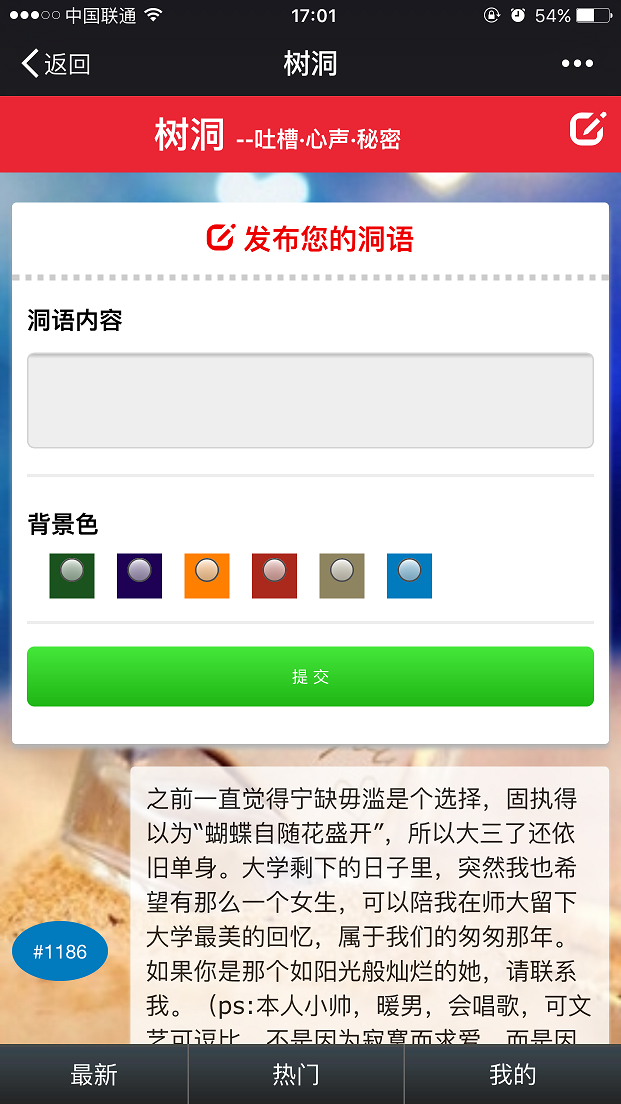 中国联通 17:01 54%
返回 树洞
树洞 --吐槽·心声·秘密
发布您的洞语
洞语内容
背景色
提 交
之前一直觉得宁缺毋滥是个选择，固执得
以为“蝴蝶自随花盛开”，所以大三了还依
旧单身。大学剩下的日子里，突然我也希
望有那么一个女生，可以陪我在师大留下
大学最美的回忆，属于我们的匆匆那年。
#1186
如果你是那个如阳光般灿烂的她，请联系
我。（ps:本人小帅，暖男，会唱歌，可文
艺可逗比，不是因为寂寞而求爱，而是因
最新 热门 我的